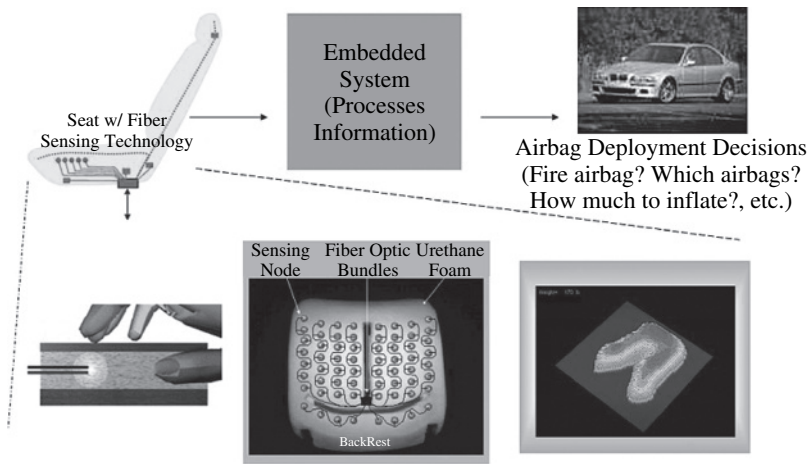 Seat w/ Fiber
Sensing Technology
Embedded
System
(Processes
Information)
Airbag Deployment Decisions
(Fire airbag? Which airbags?
How much to inflate?, etc.)
Sensing
Node
Fiber Optic
Bundles
Urethane
Foam
BackRest